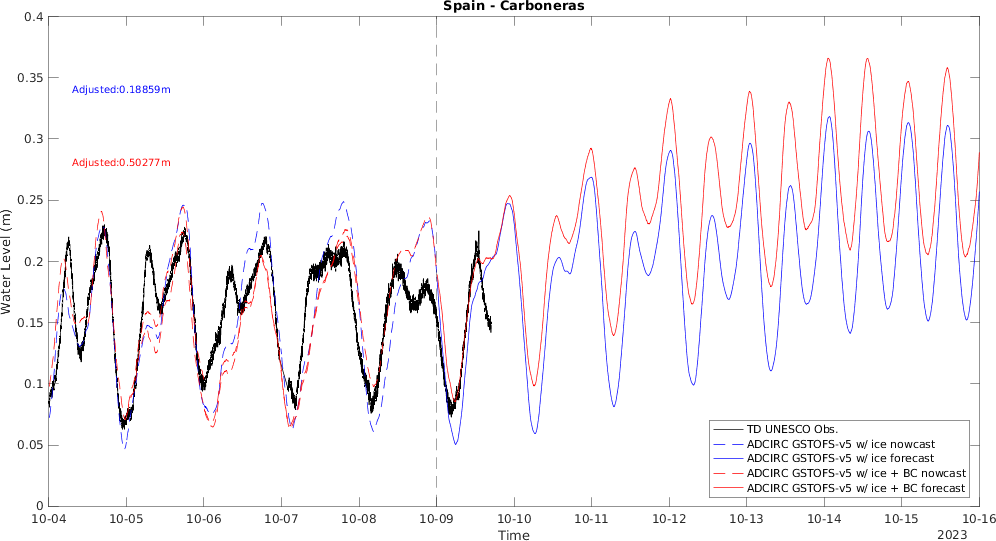 Spain - Carboneras
0.4
0.35
0.3
0.25
0.2
0.15
0.1
0.05
0
Water Level (m)
Adjusted:0.18859m
Adjusted:0.50277m
TD UNESCO Obs.
ADCIRC GSTOFS-v5 w/ ice nowcast
ADCIRC GSTOFS-v5 w/ ice forecast
ADCIRC GSTOFS-v5 w/ ice + BC nowcast
ADCIRC GSTOFS-v5 w/ ice + BC forecast
10-04 10-05 10-06 10-07 10-08 10-09 10-10 10-11 10-12 10-13 10-14 10-15 10-16
Time
2023